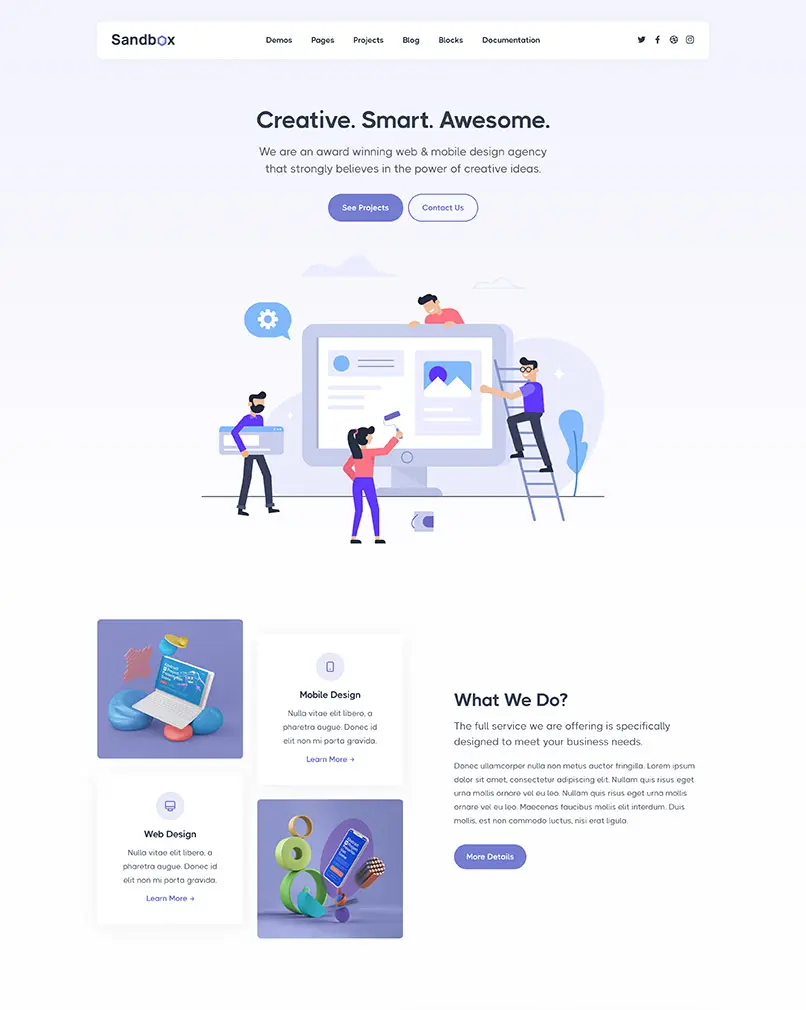 Sandbox
Demos
Pages
Projects
Blog
Blocks
Documentation
Creative. Smart. Awesome.
We are an award winning web & mobile design agency
that strongly believes in the power of creative ideas.
See Projects
Contact Us
Mobile Design
Nulla vitae elit libero, a
pharetra augue. Donec id
elit non mi porta gravida.
Learn More →
Web Design
Nulla vitae elit libero, a
pharetra augue. Donec id
elit non mi porta gravida.
Learn More →
What We Do?
The full service we are offering is specifically
designed to meet your business needs.
Donec ullamcorper nulla non metus auctor fringilla. Lorem ipsum
dolor sit amet, consectetur adipiscing elit. Nullam quis risus eget
urna mollis ornare vel eu leo. Nullam quis risus eget urna mollis
ornare vel eu leo. Maecenas faucibus mollis elit interdum. Duis
mollis, est non commodo luctus, nisi erat ligula.
More Details